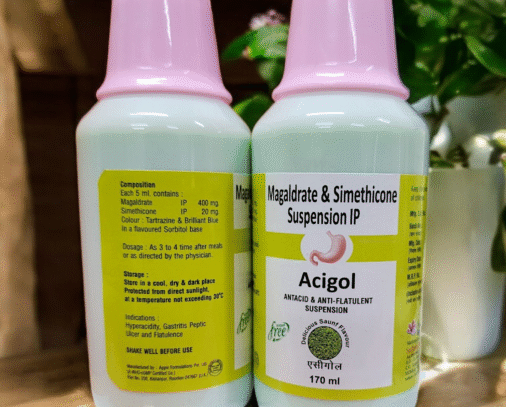 Composition
Each 5 ml. contains :
Magaldrate IP 400 mg.
Simethicone IP 20 mg.
Colour : Tartrazine & Brilliant Blue
In a flavoured Sorbitol base
Dosage : As 3 to 4 time after meals
or as directed by the physician.
Storage :
Store in a cool, dry & dark place
Protected from direct sunlight,
at a temperature not exceeding 30°C
Indications :
Hyperacidity, Gastritis Peptic
ulcer and Flatulence
SHAKE WELL BEFORE USE
Magaldrate & Simethicone
Suspension IP
Acigol
ANTACID & ANTI-FLATULENT
SUSPENSION
free
Delicious Saunf Flavour
एसीगोल
170 ml